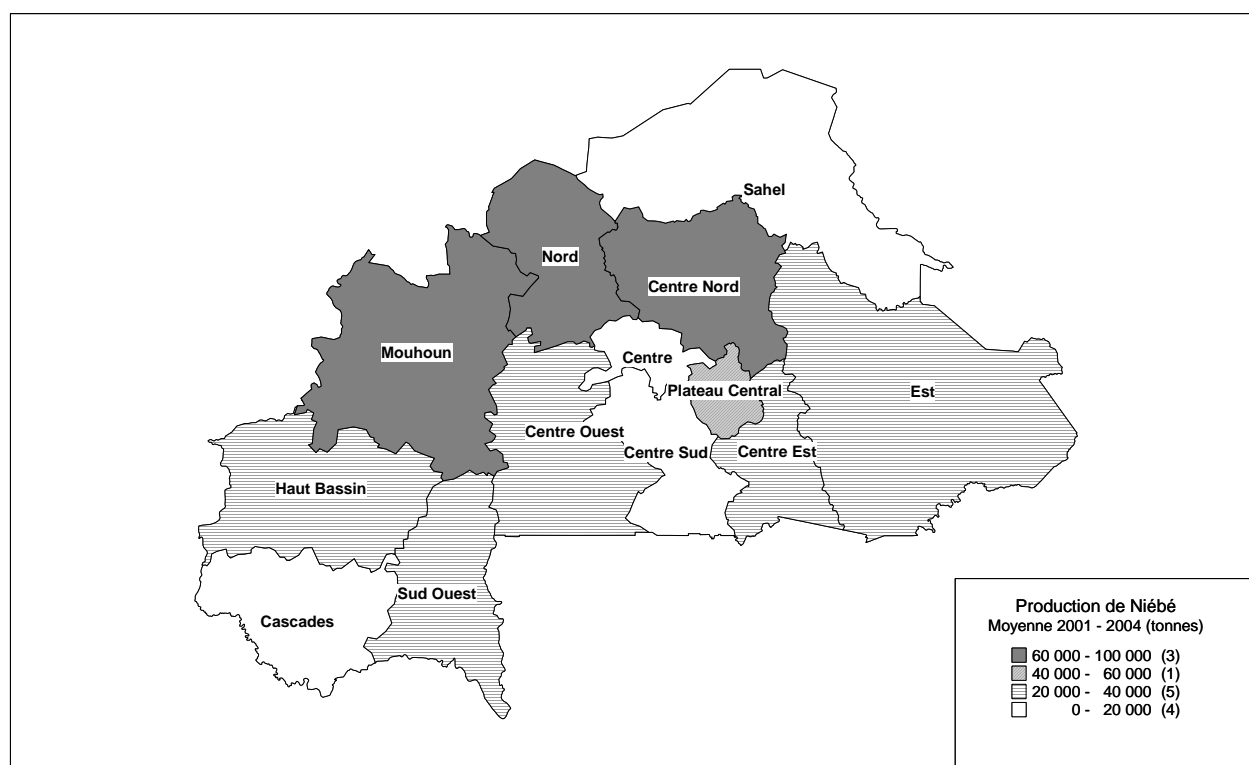 Sahel
Nord
Centre Nord
Mouhoun
Centre
Plateau Central
Est
Centre Ouest
Centre Sud
Centre Est
Haut Bassin
Sud Ouest
Cascades
Production de Niébé
Moyenne 2001 - 2004 (tonnes)
60 000 - 100 000 (3)
40 000 - 60 000 (1)
20 000 - 40 000 (5)
0 - 20 000 (4)